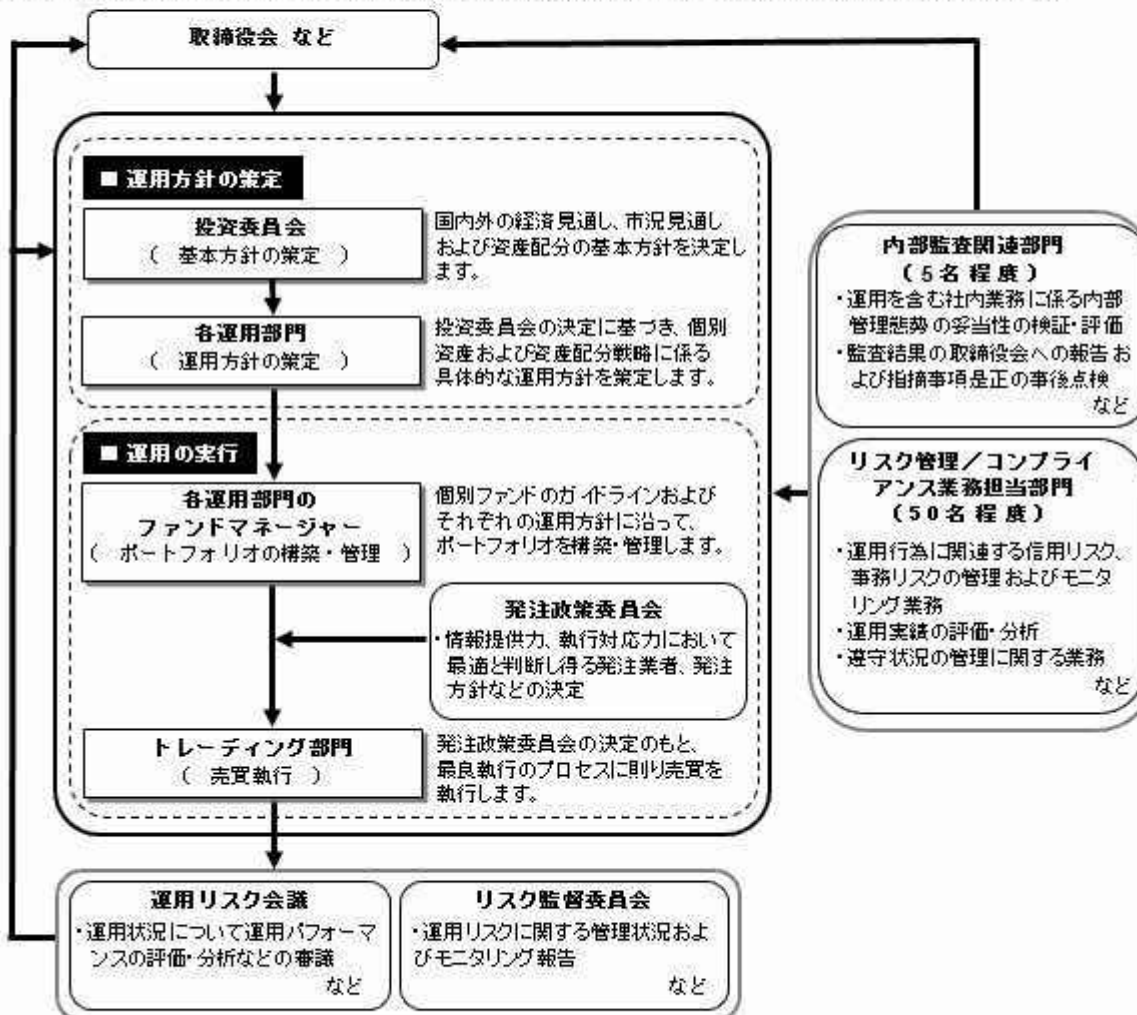 取締役会 など
■ 運用方針の策定
投資委員会
( 基本方針の策定 )
国内外の経済見通し、市況見通し
および資産配分の基本方針を決定し
ます。
各運用部門
( 運用方針の策定 )
投資委員会の決定に基づき、個別
資産および資産配分戦略に係る
具体的な運用方針を策定します。
■ 運用の実行
各運用部門の
ファンドマネージャー
( ポートフォリオの構築・管理 )
個別ファンドのガイドラインおよび
それぞれの運用方針に沿って、
ポートフォリオを構築・管理します。
発注政策委員会
・情報提供力、執行対応力において
最適と判断し得る発注業者、発注
方針などの決定
トレーディング部門
( 売買執行 )
発注政策委員会の決定のもと、
最良執行のプロセスに則り売買を
執行します。
運用リスク会議
・運用状況について運用パフォーマ
ンスの評価・分析などの審議
など
リスク監督委員会
・運用リスクに関する管理状況およ
びモニタリング報告
など
内部監査関連部門
(5名程度)
・運用を含む社内業務に係る内部
管理態勢の妥当性の検証・評価
・監査結果の取締役会への報告お
よび指摘事項是正の事後点検
など
リスク管理/コンプライ
アンス業務担当部門
(50名程度)
・運用行為に関連する信用リスク、
事務リスクの管理およびモニタ
リング業務
・運用実績の評価・分析
・遵守状況の管理に関する業務
など